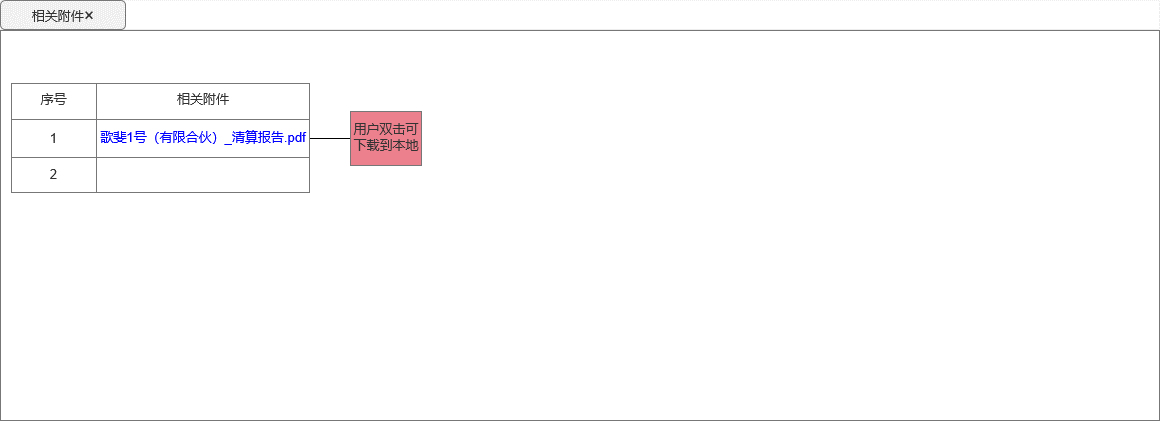 相关附件×
序号 相关附件
1 歌斐1号（有限合伙）_清算报告.pdf
用户双击可
下载到本地
2